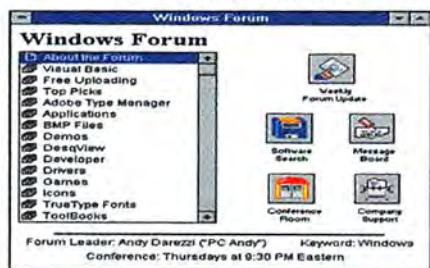 Windows Forum
Windows Forum
About the Forum
Visual Basic
Free Uploading
Top Picks
Adobe Type Manager
Applications
BMP Files
Demos
DesqView
Developer
Drivers
Games
Icons
TrueType Fonts
ToolBooks
Weekly
Forum Update
Software
Search
Message
Board
Conference
Room
Company
Support
Forum Leader: Andy Darezzi ("PC Andy") Keyword: Windows
Conference: Thursdays at 9:30 PM Eastern